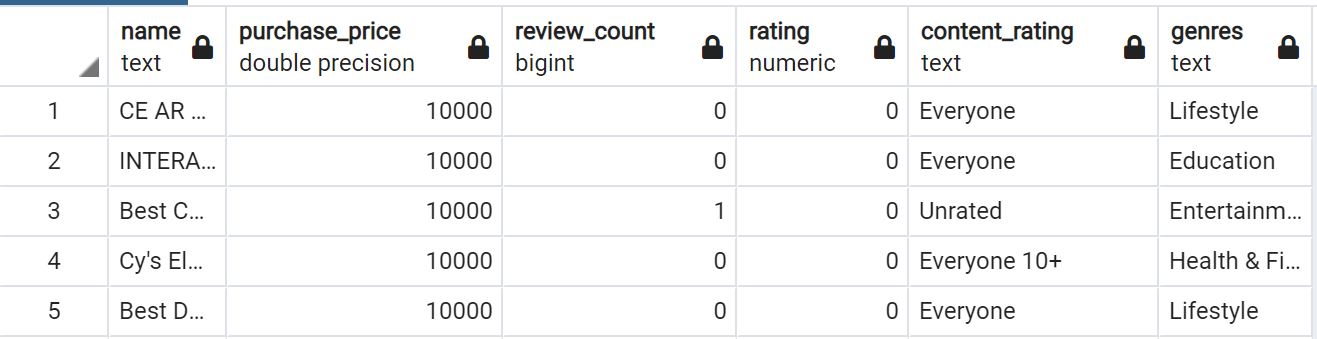 name purchase_price review_count rating content_rating genres
text double precision bigint numeric text text
1 CE AR ... 10000 0 0 Everyone Lifestyle
2 INTERA... 10000 0 0 Everyone Education
3 Best C... 10000 1 0 Unrated Entertainm...
4 Cy's El... 10000 0 0 Everyone 10+ Health & Fi...
5 Best D... 10000 0 0 Everyone Lifestyle